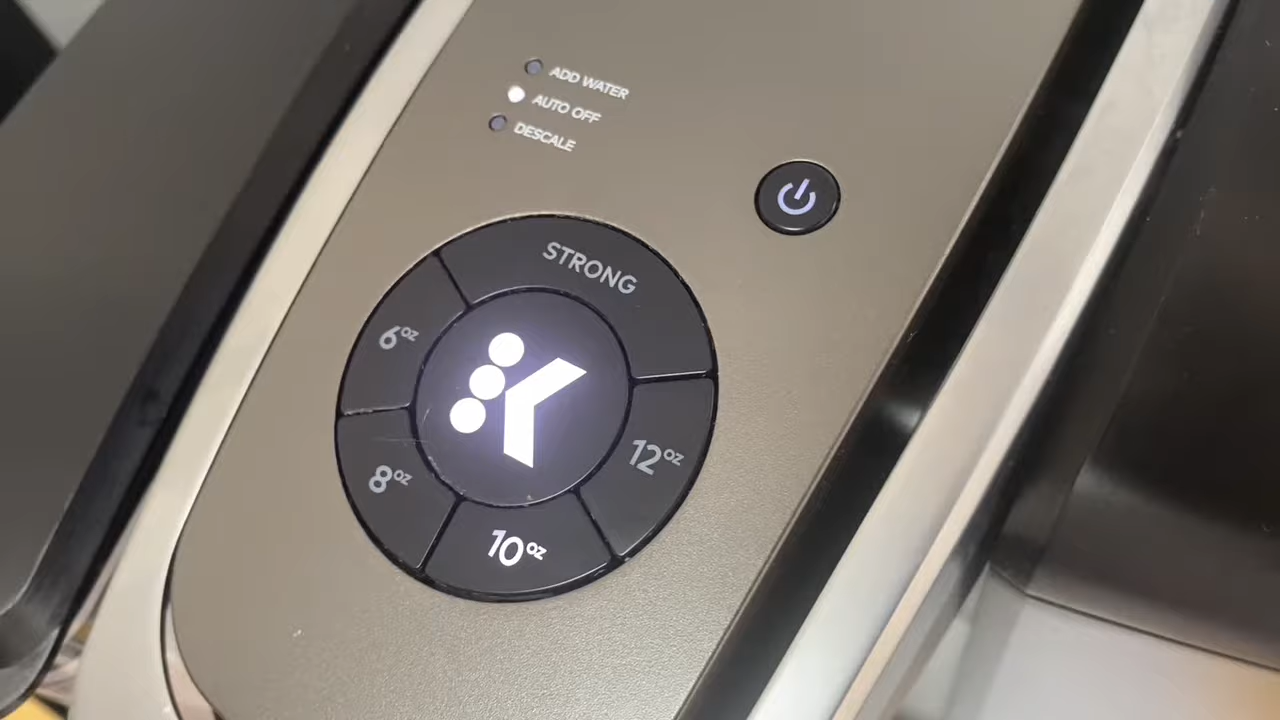 ADD WATER
AUTO OFF
DESCALE
STRONG
6oz
8oz
10oz
12oz